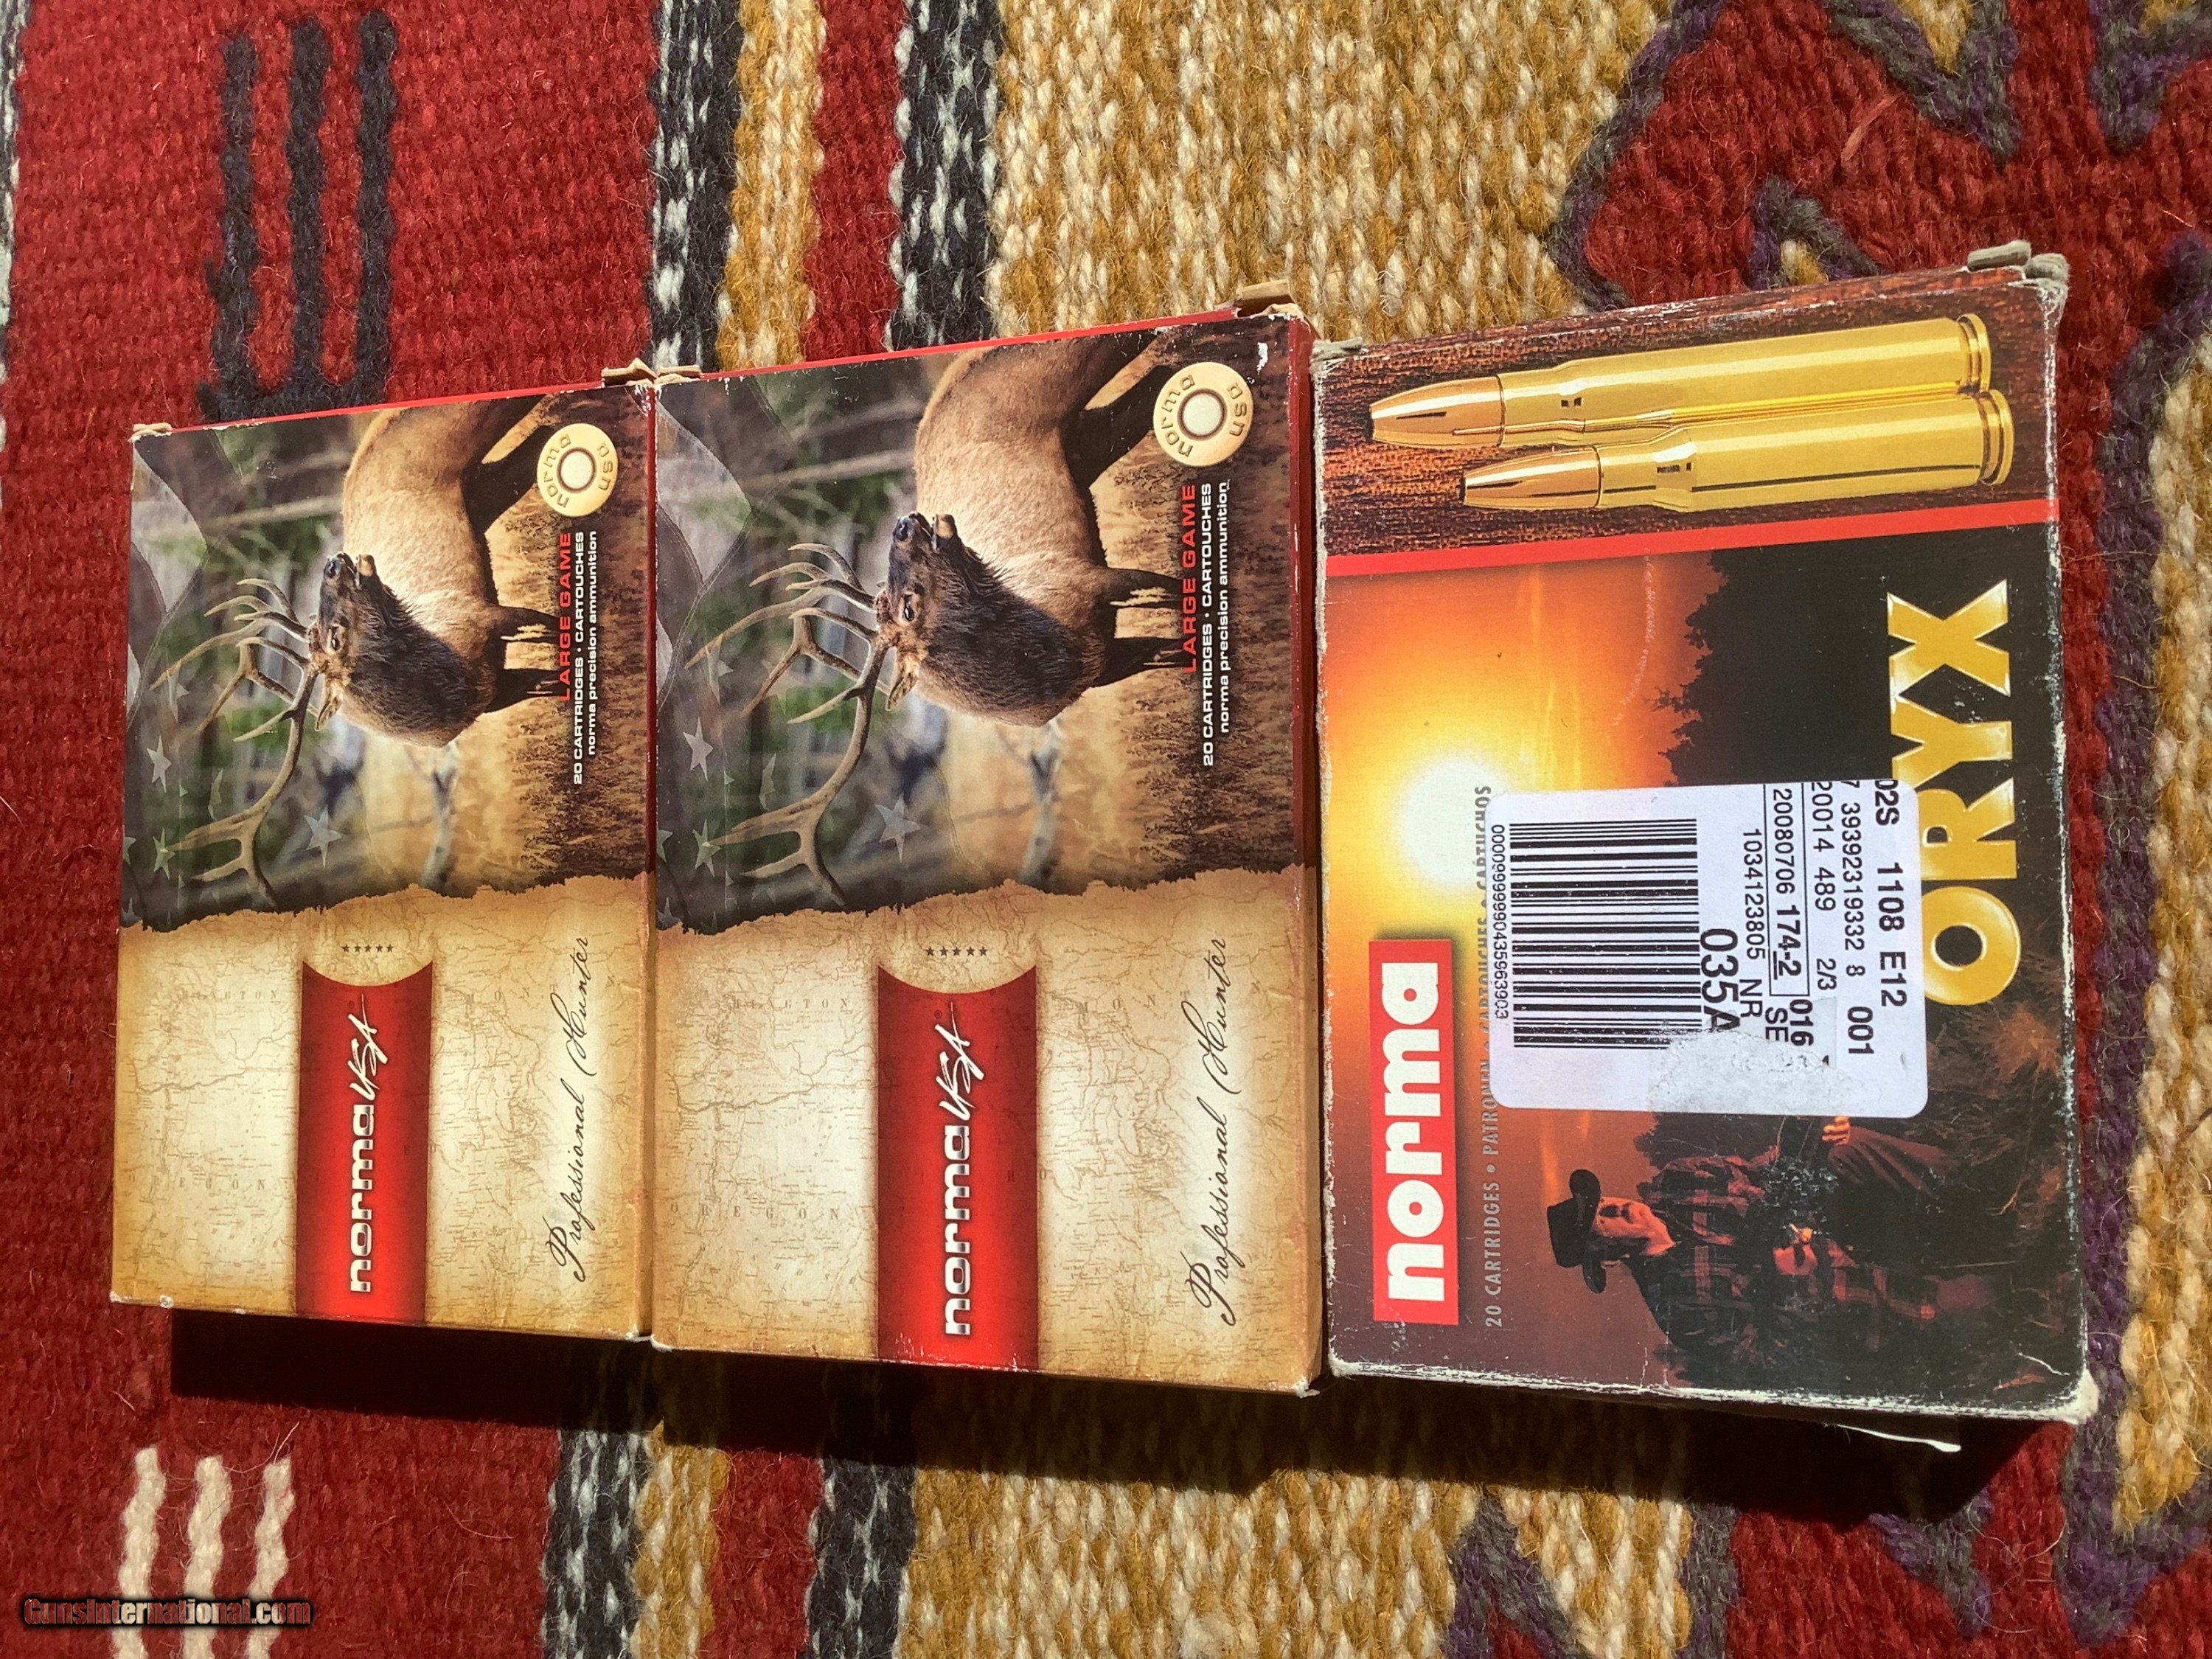 normaUSA®
Professional Hunter
norma usa
LARGE GAME
20 CARTRIDGES • CARTOUCHES
norma precision ammunition
OREGON
normaUSA®
Professional Hunter
norma usa
LARGE GAME
20 CARTRIDGES • CARTOUCHES
norma precision ammunition
OREGON
norma
20 CARTRIDGES • PATRONEN • CARTOUCHES • CARTUCHOS
ORYX
02S 1108 E12
7 39392319332 8 001
20014 489 2/3
20080706 174-2 016
SE
1034123805 NR
035A
GunsInternational.com